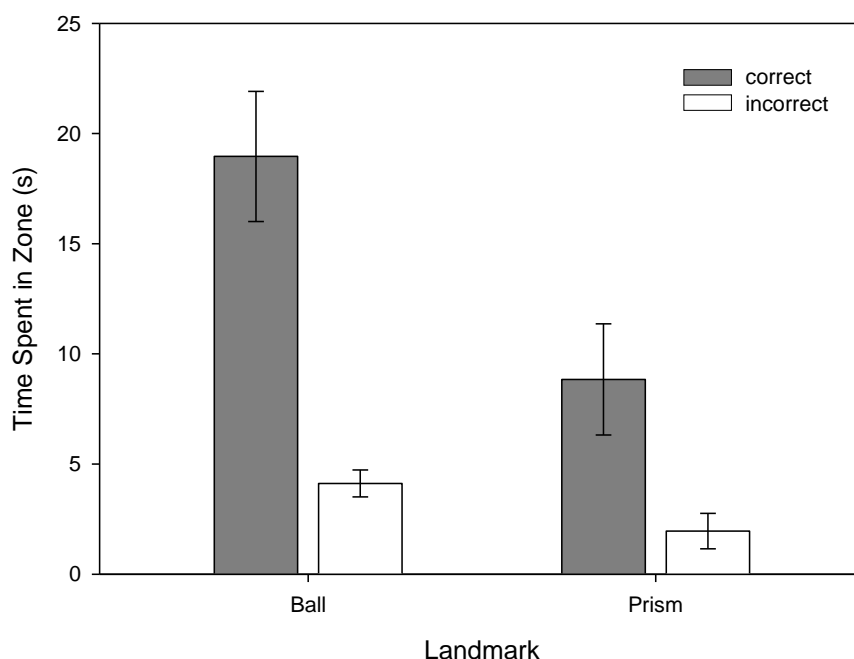 25
correct
incorrect
20
15
10
5
0
Time Spent in Zone (s)
Ball
Prism
Landmark